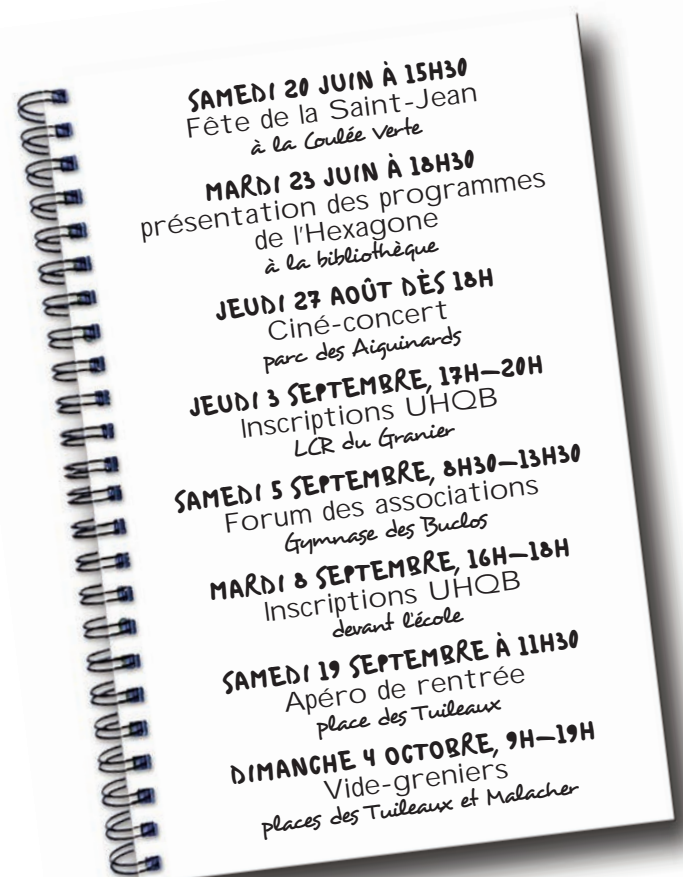 SAMEDI 20 JUIN À 15H30
Fête de la Saint-Jean
à la Coulée Verte
MARDI 23 JUIN À 18H30
présentation des programmes
de l'Hexagone
à la bibliothèque
JEUDI 27 AOÛT DÈS 18H
Ciné-concert
parc des Aiguinards
JEUDI 3 SEPTEMBRE, 17H—20H
Inscriptions UHQB
LCR du Granier
SAMEDI 5 SEPTEMBRE, 8H30—13H30
Forum des associations
Gymnase des Buclos
MARDI 8 SEPTEMBRE, 16H—18H
Inscriptions UHQB
devant l'école
SAMEDI 19 SEPTEMBRE À 11H30
Apéro de rentrée
place des Tuileaux
DIMANCHE 4 OCTOBRE, 9H—19H
Vide-greniers
places des Tuileaux et Malacher